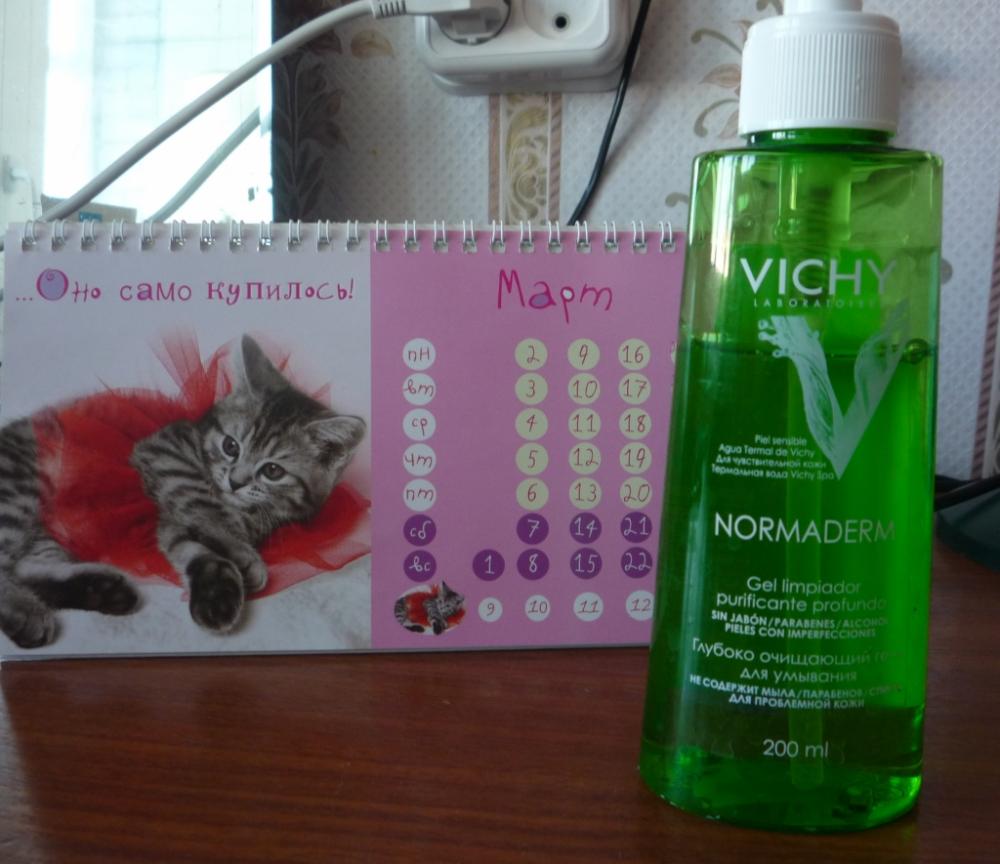 ...Оно само купилось!
Март
пн 2 9 16
вт 3 10 17
ср 4 11 18
чт 5 12 19
пт 6 13 20
сб 7 14 21
вс 1 8 15 22
9 10 11 12
VICHY
LABORATOIRES
Piel sensible
Agua Termal de Vichy
Для чувствительной кожи
Термальная вода Vichy Spa
NORMADERM
Gel limpiador
purificante profundo
SIN JABÓN/PARABENES/ALCOHOL
PIELES CON IMPERFECCIONES
Глубоко очищающий гель
для умывания
НЕ СОДЕРЖИТ МЫЛА/ПАРАБЕНОВ/СПИРТА
ДЛЯ ПРОБЛЕМНОЙ КОЖИ
200 ml